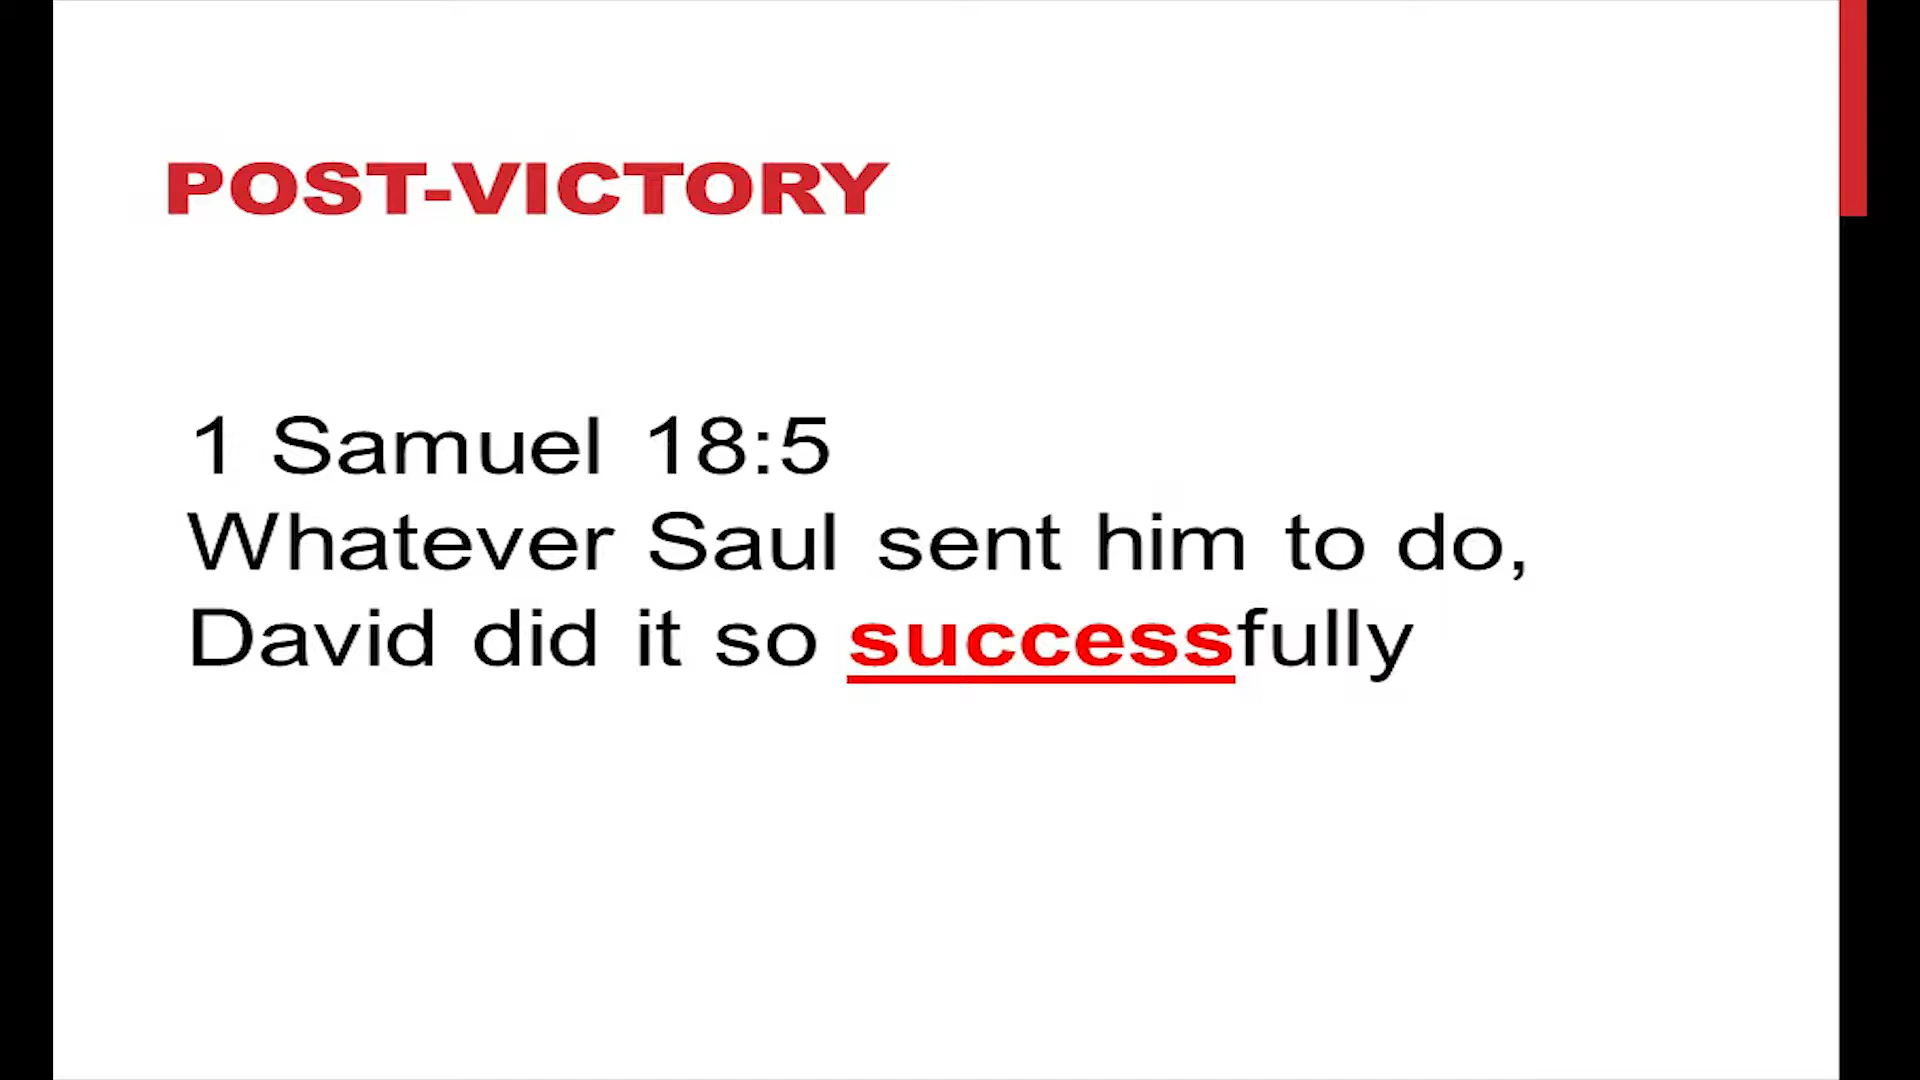 POST-VICTORY
1 Samuel 18:5
Whatever Saul sent him to do,
David did it so successfully